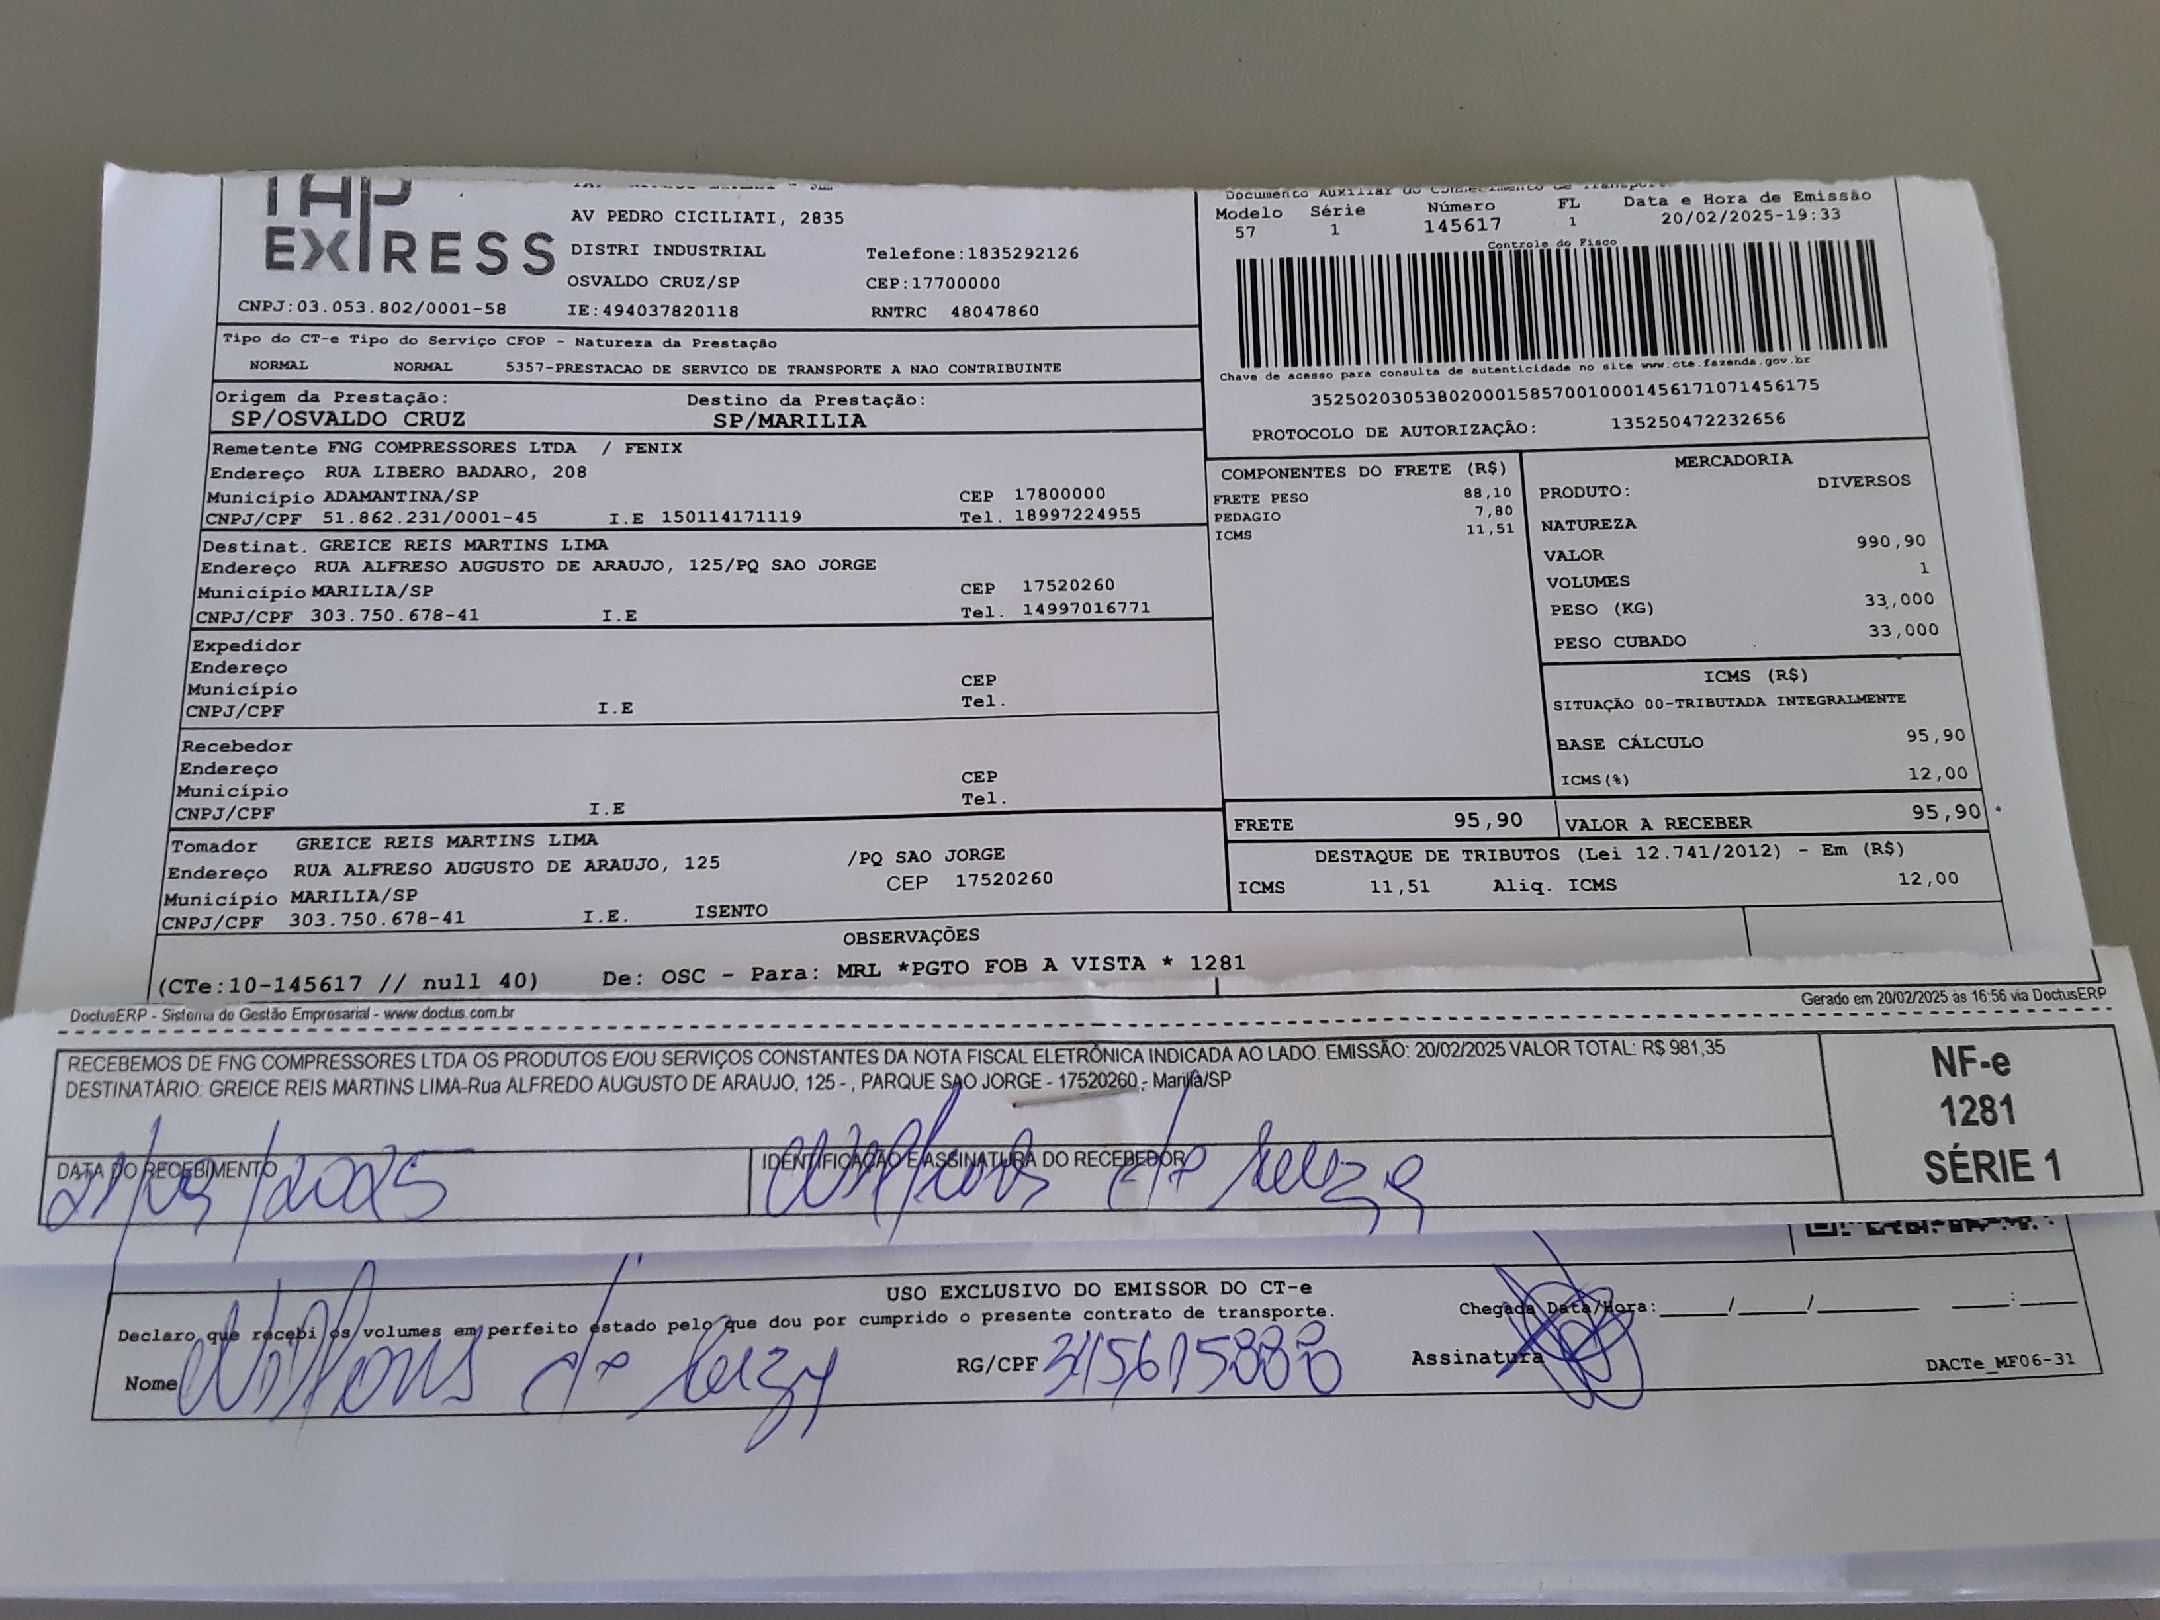 TAP
EXPRESS
AV PEDRO CICILIATI, 2835
DISTRI INDUSTRIAL Telefone:1835292126
OSVALDO CRUZ/SP CEP:17700000
CNPJ:03.053.802/0001-58 IE:494037820118 RNTRC 48047860
Documento Auxiliar do Conhecimento de Transporte
Modelo Série Número FL Data e Hora de Emissão
57 1 145617 1 20/02/2025-19:33
Controle do Fisco
Chave de acesso para consulta de autenticidade no site www.cte.fazenda.gov.br
35250203053802000158570010001456171071456175
PROTOCOLO DE AUTORIZAÇÃO: 135250472232656
Tipo do CT-e Tipo do Serviço CFOP - Natureza da Prestação
NORMAL NORMAL 5357-PRESTACAO DE SERVICO DE TRANSPORTE A NAO CONTRIBUINTE
Origem da Prestação: Destino da Prestação:
SP/OSVALDO CRUZ SP/MARILIA
Remetente FNG COMPRESSORES LTDA / FENIX
Endereço RUA LIBERO BADARO, 208
Município ADAMANTINA/SP CEP 17800000
CNPJ/CPF 51.862.231/0001-45 I.E 150114171119 Tel. 18997224955
Destinat. GREICE REIS MARTINS LIMA
Endereço RUA ALFRESO AUGUSTO DE ARAUJO, 125/PQ SAO JORGE
Município MARILIA/SP CEP 17520260
CNPJ/CPF 303.750.678-41 I.E Tel. 14997016771
Expedidor
Endereço
Município CEP
CNPJ/CPF I.E Tel.
Recebedor
Endereço
Município CEP
CNPJ/CPF I.E Tel.
Tomador GREICE REIS MARTINS LIMA
Endereço RUA ALFRESO AUGUSTO DE ARAUJO, 125 /PQ SAO JORGE
Município MARILIA/SP CEP 17520260
CNPJ/CPF 303.750.678-41 I.E. ISENTO
COMPONENTES DO FRETE (R$)
FRETE PESO 88,10
PEDAGIO 7,80
ICMS 11,51
MERCADORIA
PRODUTO: DIVERSOS
NATUREZA
VALOR 990,90
VOLUMES 1
PESO (KG) 33,000
PESO CUBADO 33,000
ICMS (R$)
SITUAÇÃO 00-TRIBUTADA INTEGRALMENTE
BASE CÁLCULO 95,90
ICMS(%) 12,00
FRETE 95,90 VALOR A RECEBER 95,90
DESTAQUE DE TRIBUTOS (Lei 12.741/2012) - Em (R$)
ICMS 11,51 Aliq. ICMS 12,00
OBSERVAÇÕES
(CTe:10-145617 // null 40) De: OSC - Para: MRL *PGTO FOB A VISTA * 1281
DoctusERP - Sistema de Gestão Empresarial - www.doctus.com.br Gerado em 20/02/2025 às 16:56 via DoctusERP
RECEBEMOS DE FNG COMPRESSORES LTDA OS PRODUTOS E/OU SERVIÇOS CONSTANTES DA NOTA FISCAL ELETRÔNICA INDICADA AO LADO. EMISSÃO: 20/02/2025 VALOR TOTAL: R$ 981,35
DESTINATÁRIO: GREICE REIS MARTINS LIMA-Rua ALFREDO AUGUSTO DE ARAUJO, 125 - , PARQUE SAO JORGE - 17520260 - Marilia/SP
NF-e
1281
SÉRIE 1
DATA DO RECEBIMENTO IDENTIFICAÇÃO E ASSINATURA DO RECEBEDOR
USO EXCLUSIVO DO EMISSOR DO CT-e
Declaro que recebi os volumes em perfeito estado pelo que dou por cumprido o presente contrato de transporte. Chegada Data/Hora:____/____/______ ___:___
Nome RG/CPF Assinatura
DACTe_MF06-31